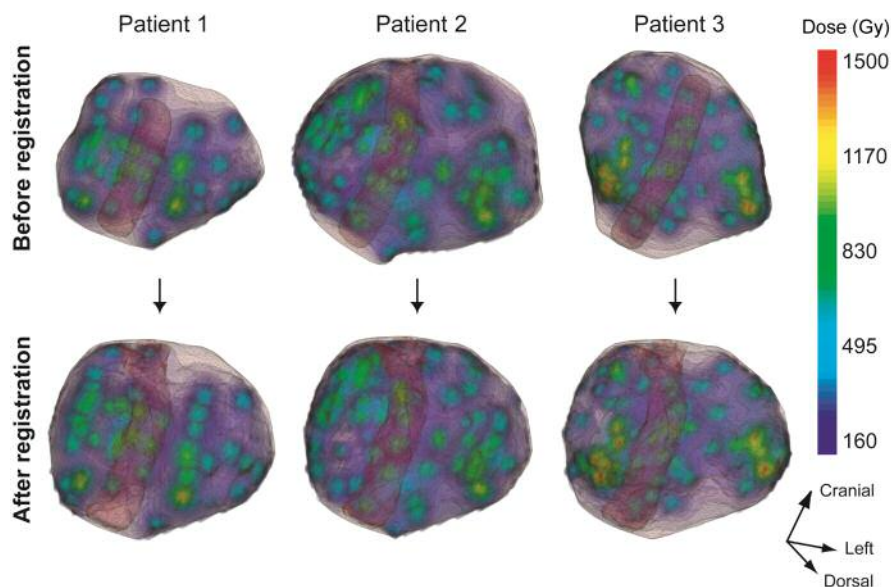 Patient 1
Patient 2
Patient 3
Dose (Gy)
Before registration
1500
1170
830
495
160
After registration
Cranial
Left
Dorsal